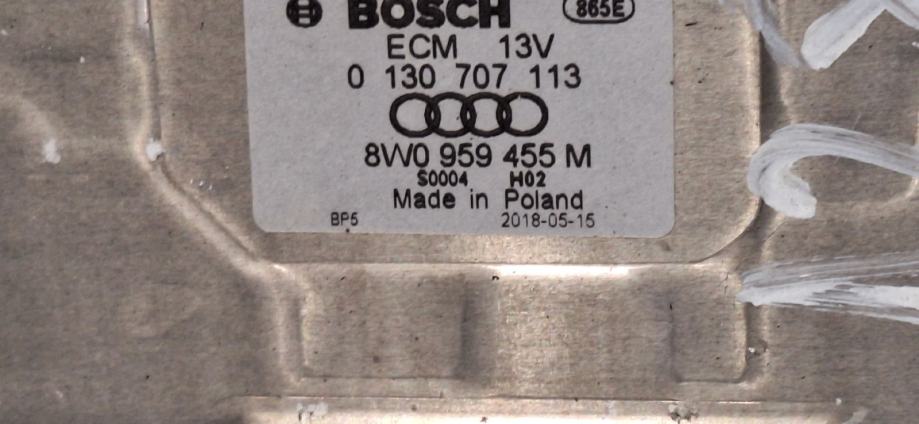 BOSCH 865E
ECM 13V
0 130 707 113
8W0 959 455 M
S0004 H02
Made in Poland
BP5 2018-05-15